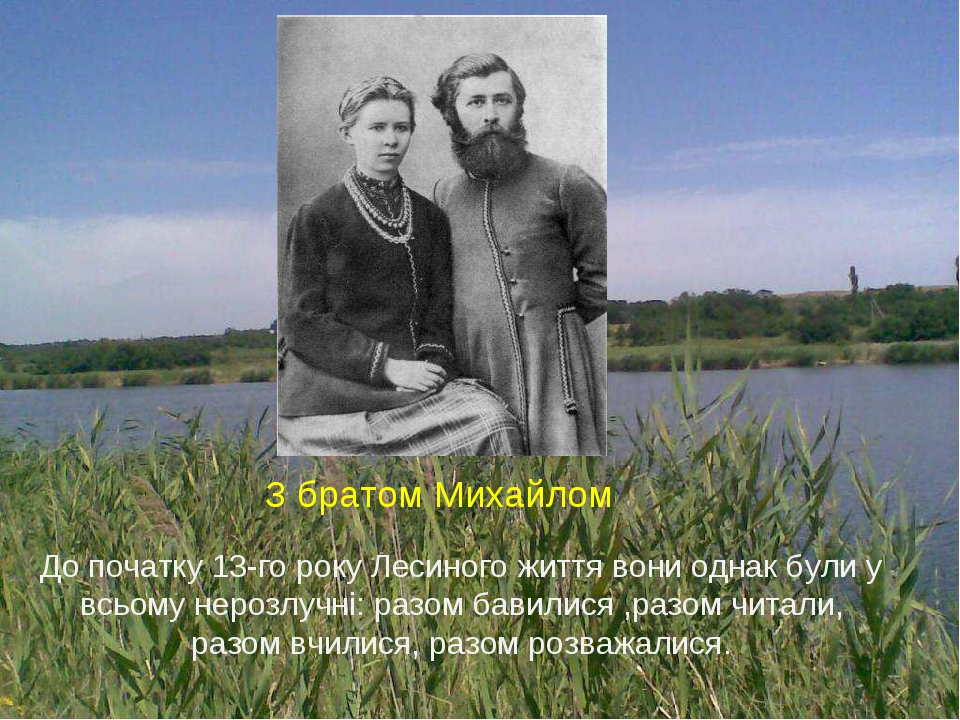 З братом Михайлом
До початку 13-го року Лесиного життя вони однак були у
всьому нерозлучні: разом бавилися ,разом читали,
разом вчилися, разом розважалися.